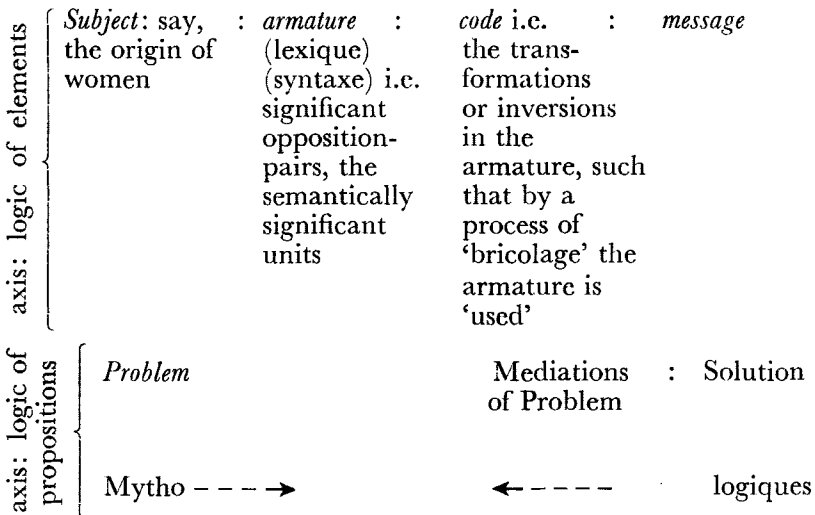 axis: logic of elements
Subject: say,
the origin of
women
:
armature :
(lexique)
(syntaxe) i.e.
significant
opposition-
pairs, the
semantically
significant
units
code i.e. :
the trans-
formations
or inversions
in the
armature, such
that by a
process of
‘bricolage’ the
armature is
‘used’
message
axis: logic of
propositions
Problem
Mediations
of Problem
: Solution
Mytho – – – → ← – – – – logiques